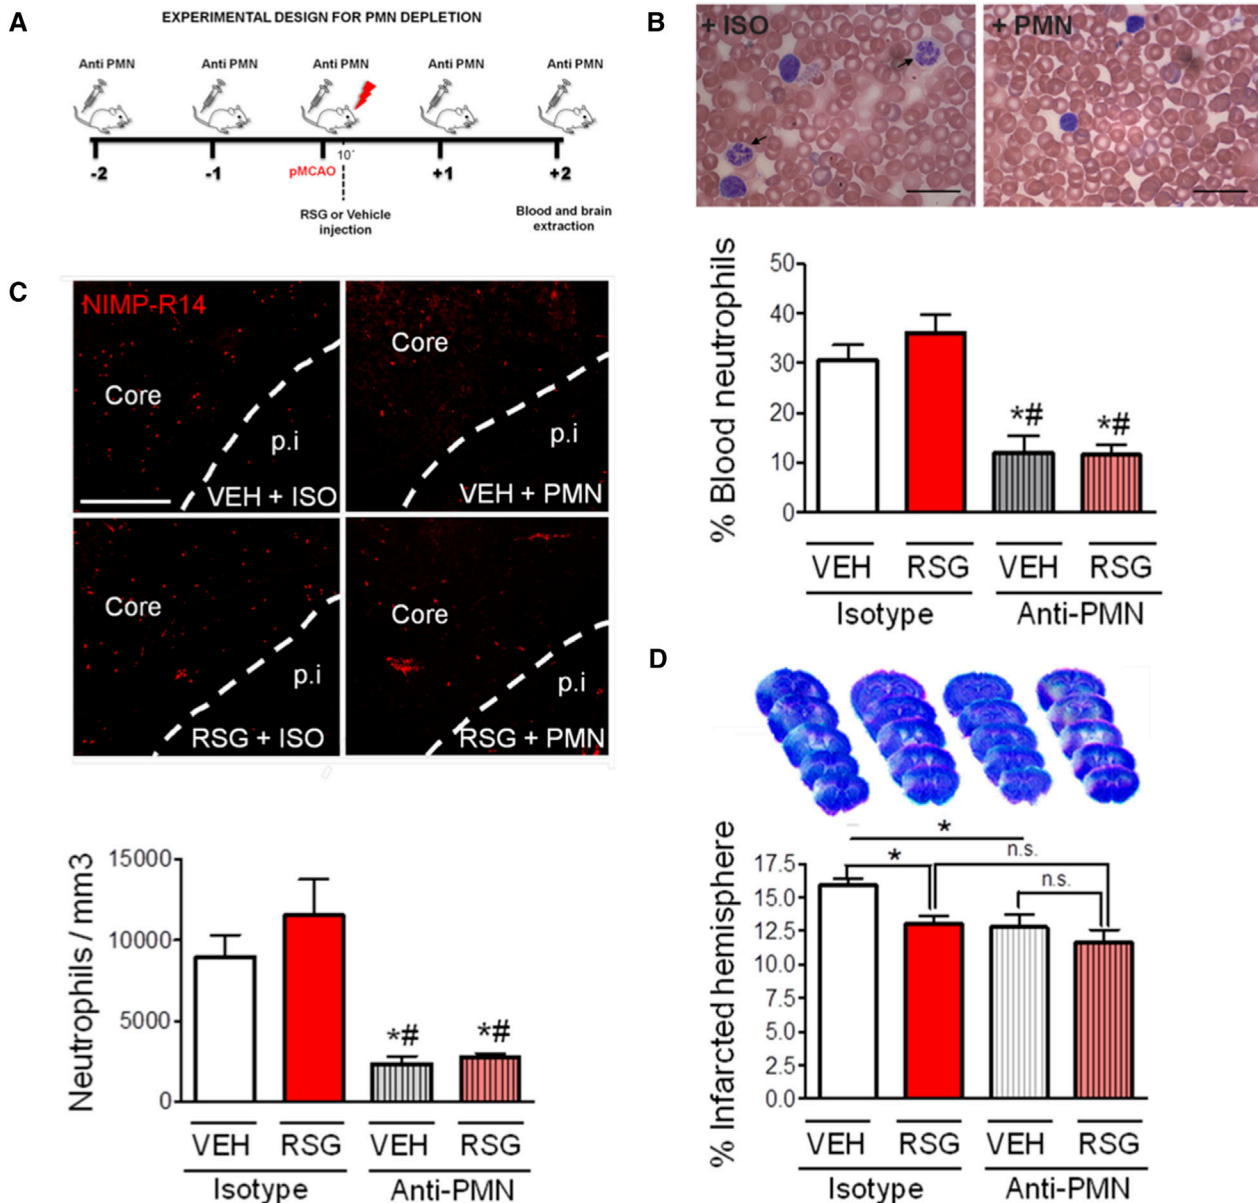 A
EXPERIMENTAL DESIGN FOR PMN DEPLETION
Anti PMN Anti PMN Anti PMN Anti PMN Anti PMN
10´
-2 -1 pMCAO +1 +2
RSG or Vehicle
injection
Blood and brain
extraction
B
+ ISO
+ PMN
% Blood neutrophils
50
40
30
20
10
0
*#
*#
VEH RSG VEH RSG
Isotype Anti-PMN
C
NIMP-R14
Core
p.i
VEH + ISO
Core
p.i
VEH + PMN
Core
p.i
RSG + ISO
Core
p.i
RSG + PMN
Neutrophils / mm3
15000
10000
5000
0
*#
*#
VEH RSG VEH RSG
Isotype Anti-PMN
D
% Infarcted hemisphere
17.5
15.0
12.5
10.0
7.5
5.0
2.5
0.0
*
*
n.s.
n.s.
VEH RSG VEH RSG
Isotype Anti-PMN